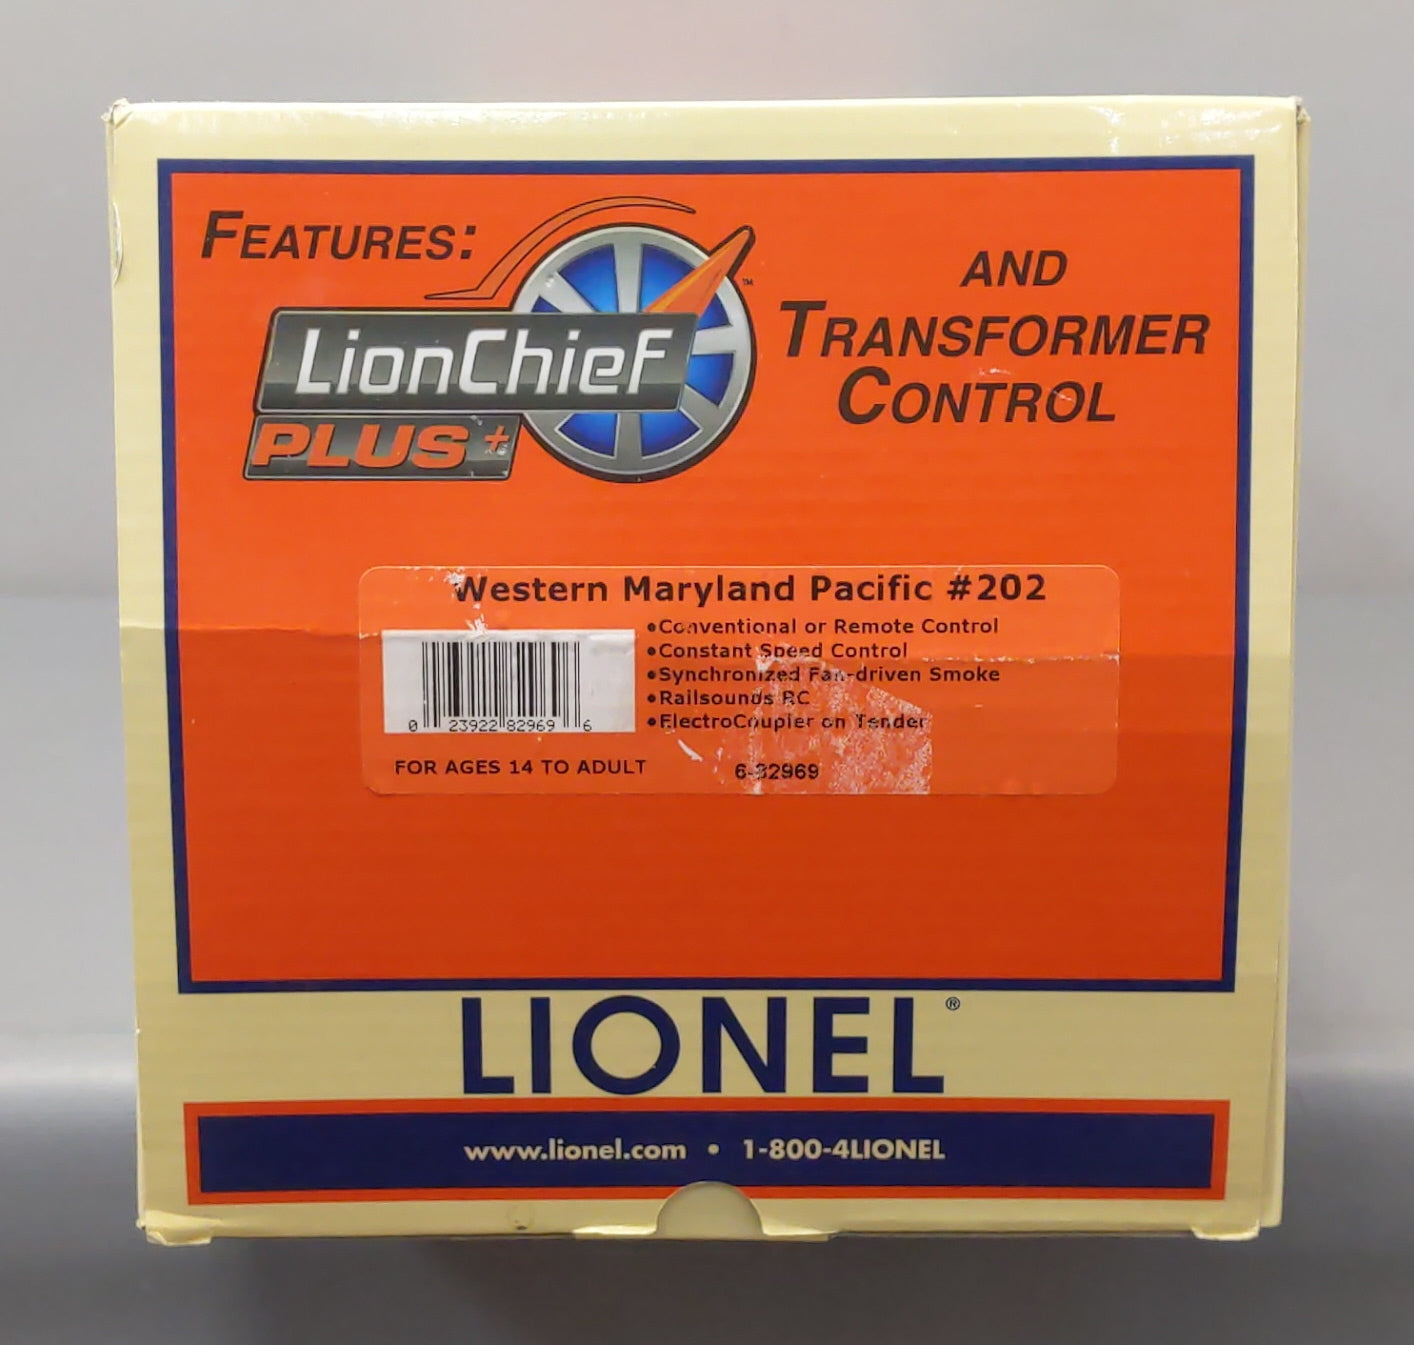 FEATURES:
LionChief
PLUS+
™
AND
TRANSFORMER
CONTROL
Western Maryland Pacific #202
•Conventional or Remote Control
•Constant Speed Control
•Synchronized Fan-driven Smoke
•Railsounds RC
•ElectroCoupler on Tender
0 23922 82969 6
FOR AGES 14 TO ADULT
6-82969
LIONEL®
www.lionel.com • 1-800-4LIONEL